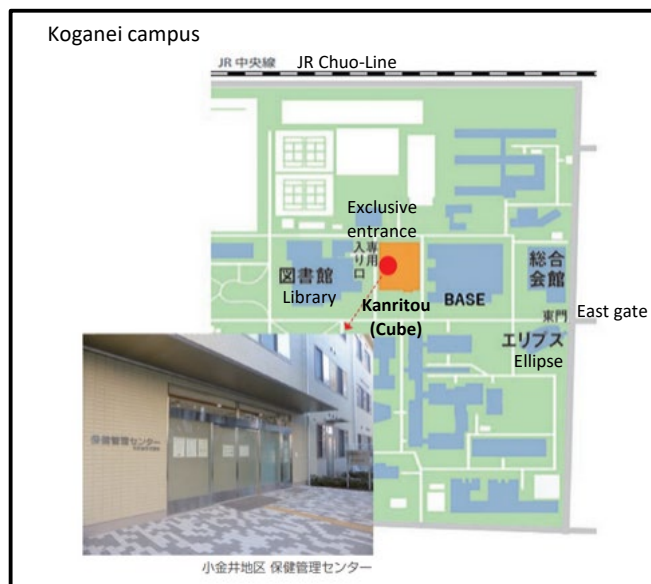 Koganei campus
JR 中央線 JR Chuo-Line
Exclusive
entrance
専用
入り口
図書館
Library
Kanritou
(Cube)
BASE
総合
会館
東門 East gate
エリプス
Ellipse
保健管理センター
小金井地区 保健管理センター